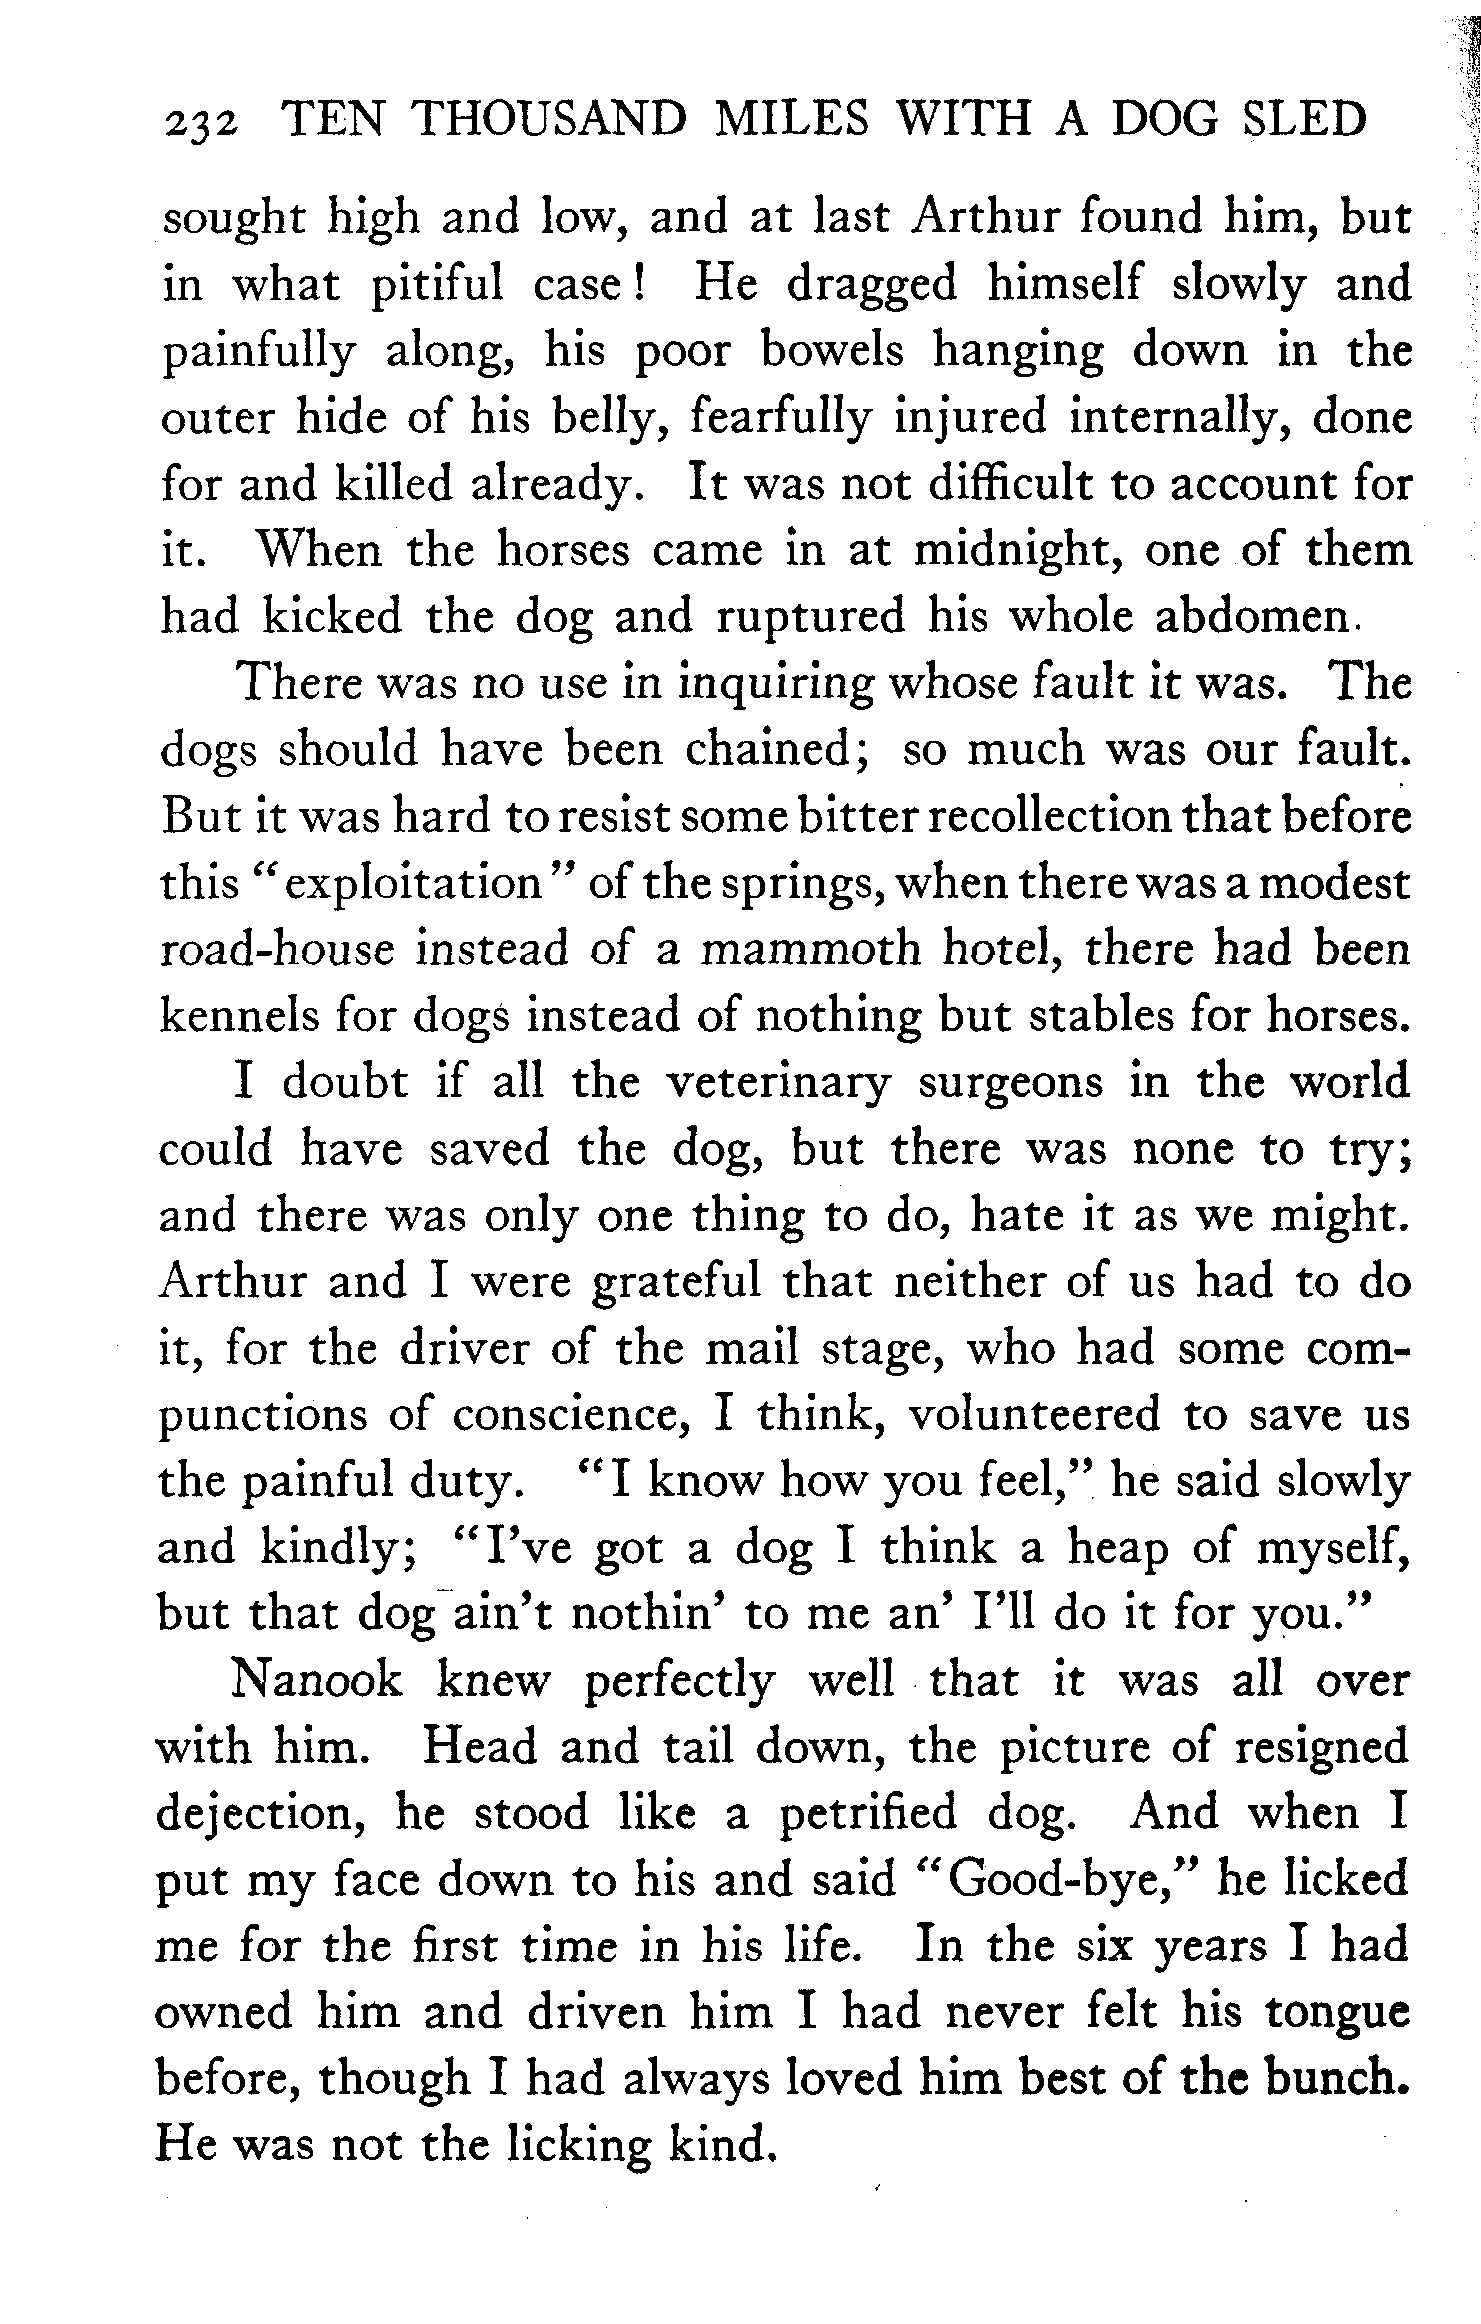 232 TEN THOUSAND MILES WITH A DOG SLED
sought high and low, and at last Arthur found him, but
in what pitiful case! He dragged himself slowly and
painfully along, his poor bowels hanging down in the
outer hide of his belly, fearfully injured internally, done
for and killed already. It was not difficult to account for
it. When the horses came in at midnight, one of them
had kicked the dog and ruptured his whole abdomen.
There was no use in inquiring whose fault it was. The
dogs should have been chained; so much was our fault.
But it was hard to resist some bitter recollection that before
this "exploitation" of the springs, when there was a modest
road-house instead of a mammoth hotel, there had been
kennels for dogs instead of nothing but stables for horses.
I doubt if all the veterinary surgeons in the world
could have saved the dog, but there was none to try;
and there was only one thing to do, hate it as we might.
Arthur and I were grateful that neither of us had to do
it, for the driver of the mail stage, who had some com-
punctions of conscience, I think, volunteered to save us
the painful duty. "I know how you feel," he said slowly
and kindly; "I've got a dog I think a heap of myself,
but that dog ain't nothin' to me an' I'll do it for you."
Nanook knew perfectly well that it was all over
with him. Head and tail down, the picture of resigned
dejection, he stood like a petrified dog. And when I
put my face down to his and said "Good-bye," he licked
me for the first time in his life. In the six years I had
owned him and driven him I had never felt his tongue
before, though I had always loved him best of the bunch.
He was not the licking kind.